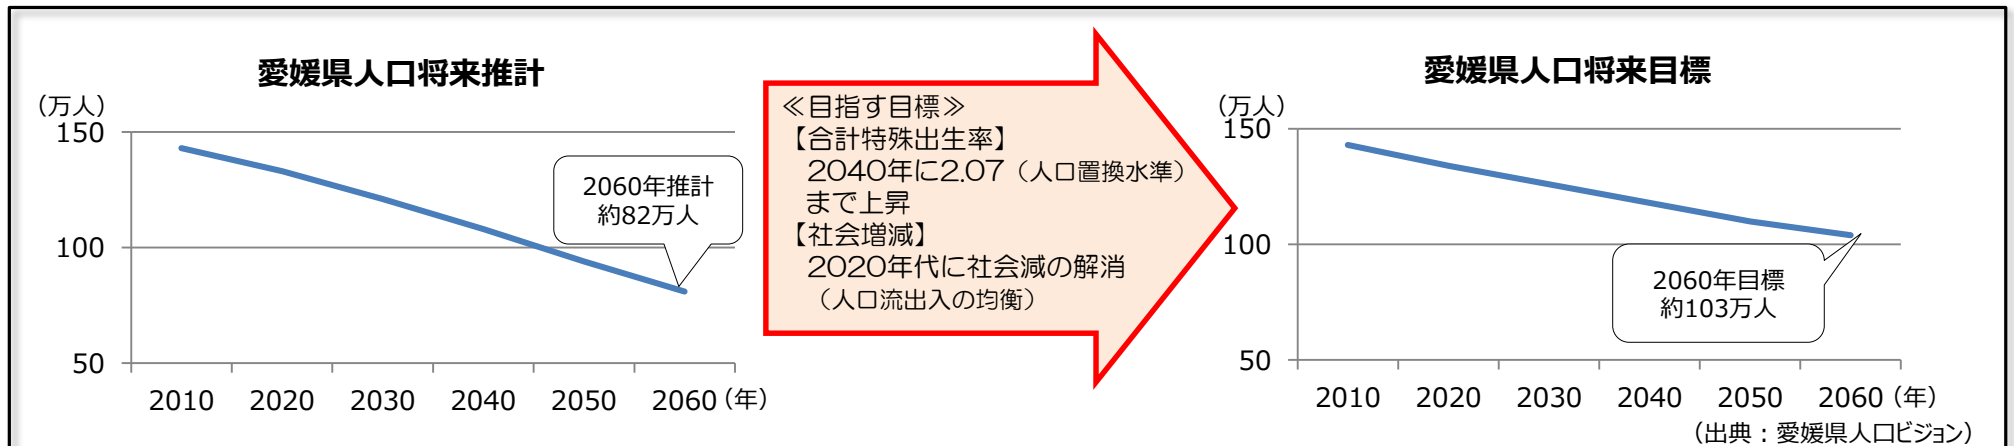 愛媛県人口将来推計
（万人）
150
100
50
2010 2020 2030 2040 2050 2060（年）
2060年推計
約82万人
≪目指す目標≫
【合計特殊出生率】
2040年に2.07（人口置換水準）
まで上昇
【社会増減】
2020年代に社会減の解消
（人口流出入の均衡）
愛媛県人口将来目標
（万人）
150
100
50
2010 2020 2030 2040 2050 2060（年）
2060年目標
約103万人
（出典：愛媛県人口ビジョン）